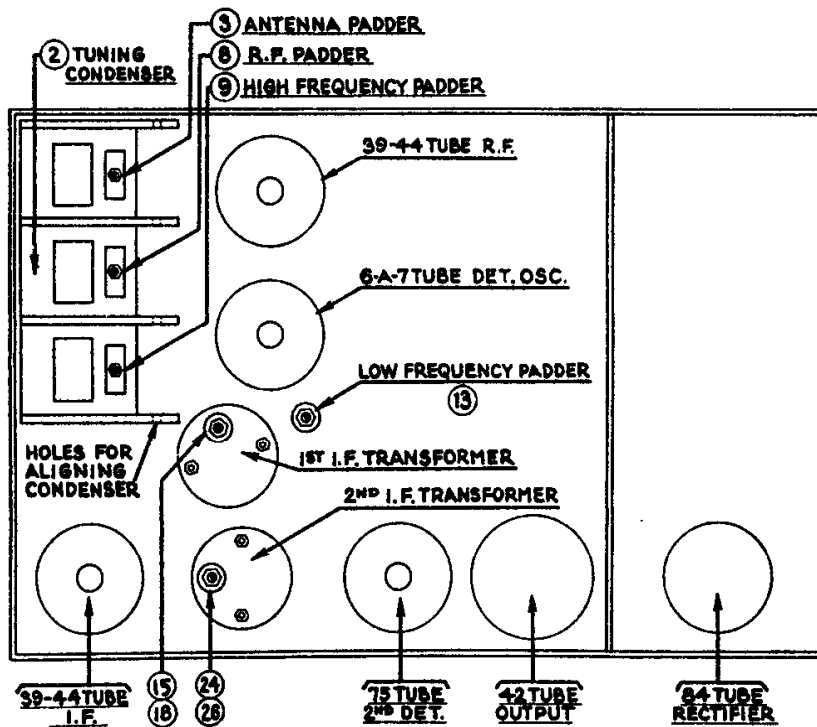 3 ANTENNA PADDER
2 TUNING CONDENSER
8 R.F. PADDER
9 HIGH FREQUENCY PADDER
39-44 TUBE R.F.
6-A-7 TUBE DET. OSC.
LOW FREQUENCY PADDER
13
HOLES FOR
ALIGNING
CONDENSER
1ST I.F. TRANSFORMER
2ND I.F. TRANSFORMER
39-44 TUBE
I.F.
15
18
24
26
75 TUBE
2ND DET.
42 TUBE
OUTPUT
84 TUBE
RECTIFIER